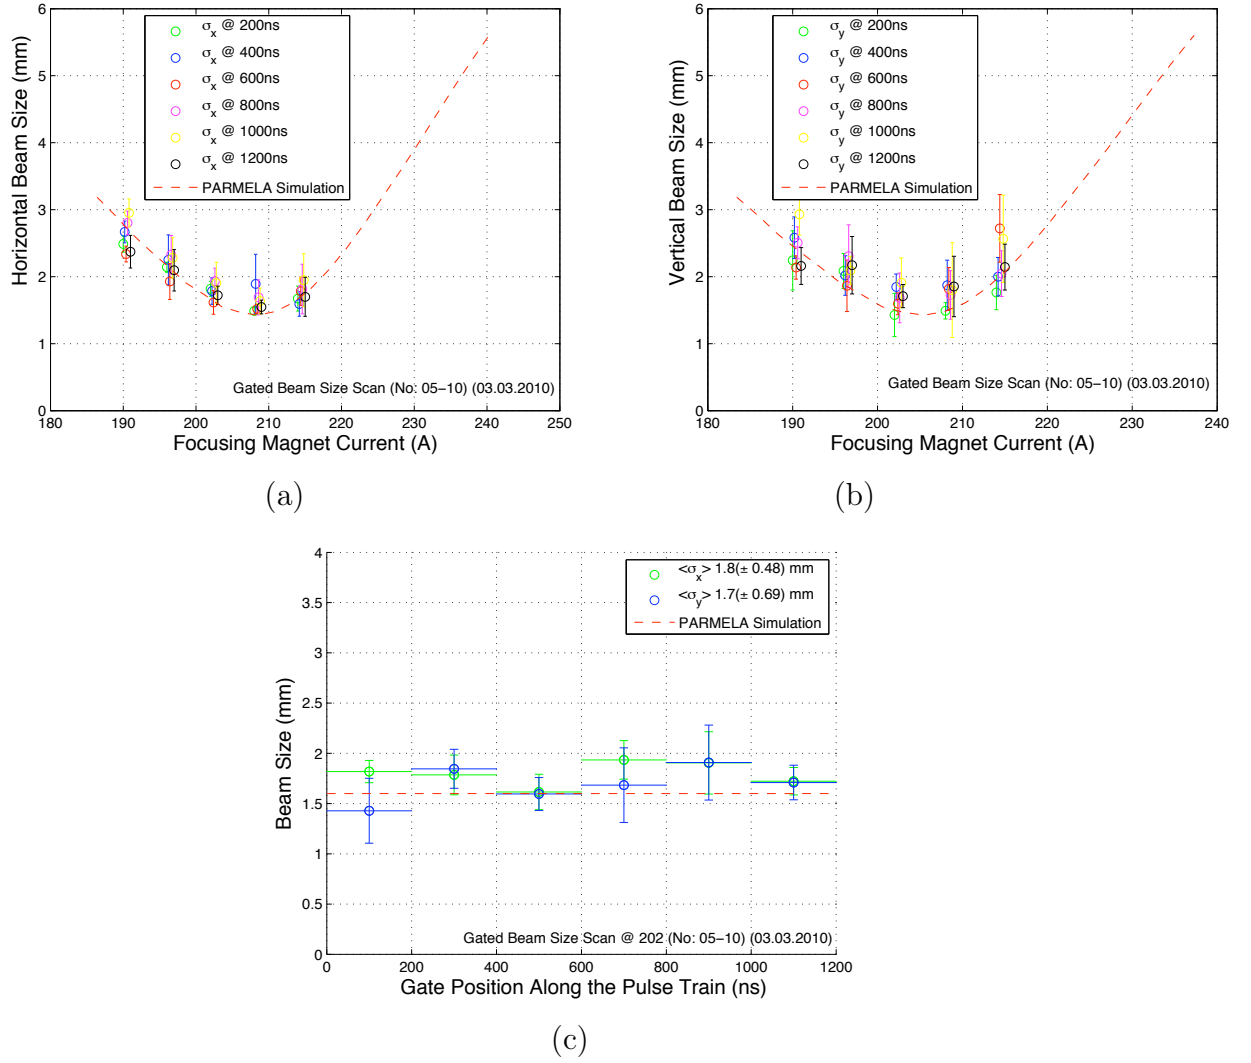 6
5
4
3
2
1
0
Horizontal Beam Size (mm)
σx @ 200ns
σx @ 400ns
σx @ 600ns
σx @ 800ns
σx @ 1000ns
σx @ 1200ns
PARMELA Simulation
Gated Beam Size Scan (No: 05−10) (03.03.2010)
180 190 200 210 220 230 240 250
Focusing Magnet Current (A)
(a)
6
5
4
3
2
1
0
Vertical Beam Size (mm)
σy @ 200ns
σy @ 400ns
σy @ 600ns
σy @ 800ns
σy @ 1000ns
σy @ 1200ns
PARMELA Simulation
Gated Beam Size Scan (No: 05−10) (03.03.2010)
180 190 200 210 220 230 240
Focusing Magnet Current (A)
(b)
4
3.5
3
2.5
2
1.5
1
0.5
0
Beam Size (mm)
<σx> 1.8(± 0.48) mm
<σy> 1.7(± 0.69) mm
PARMELA Simulation
Gated Beam Size Scan @ 202 (No: 05−10) (03.03.2010)
0 200 400 600 800 1000 1200
Gate Position Along the Pulse Train (ns)
(c)